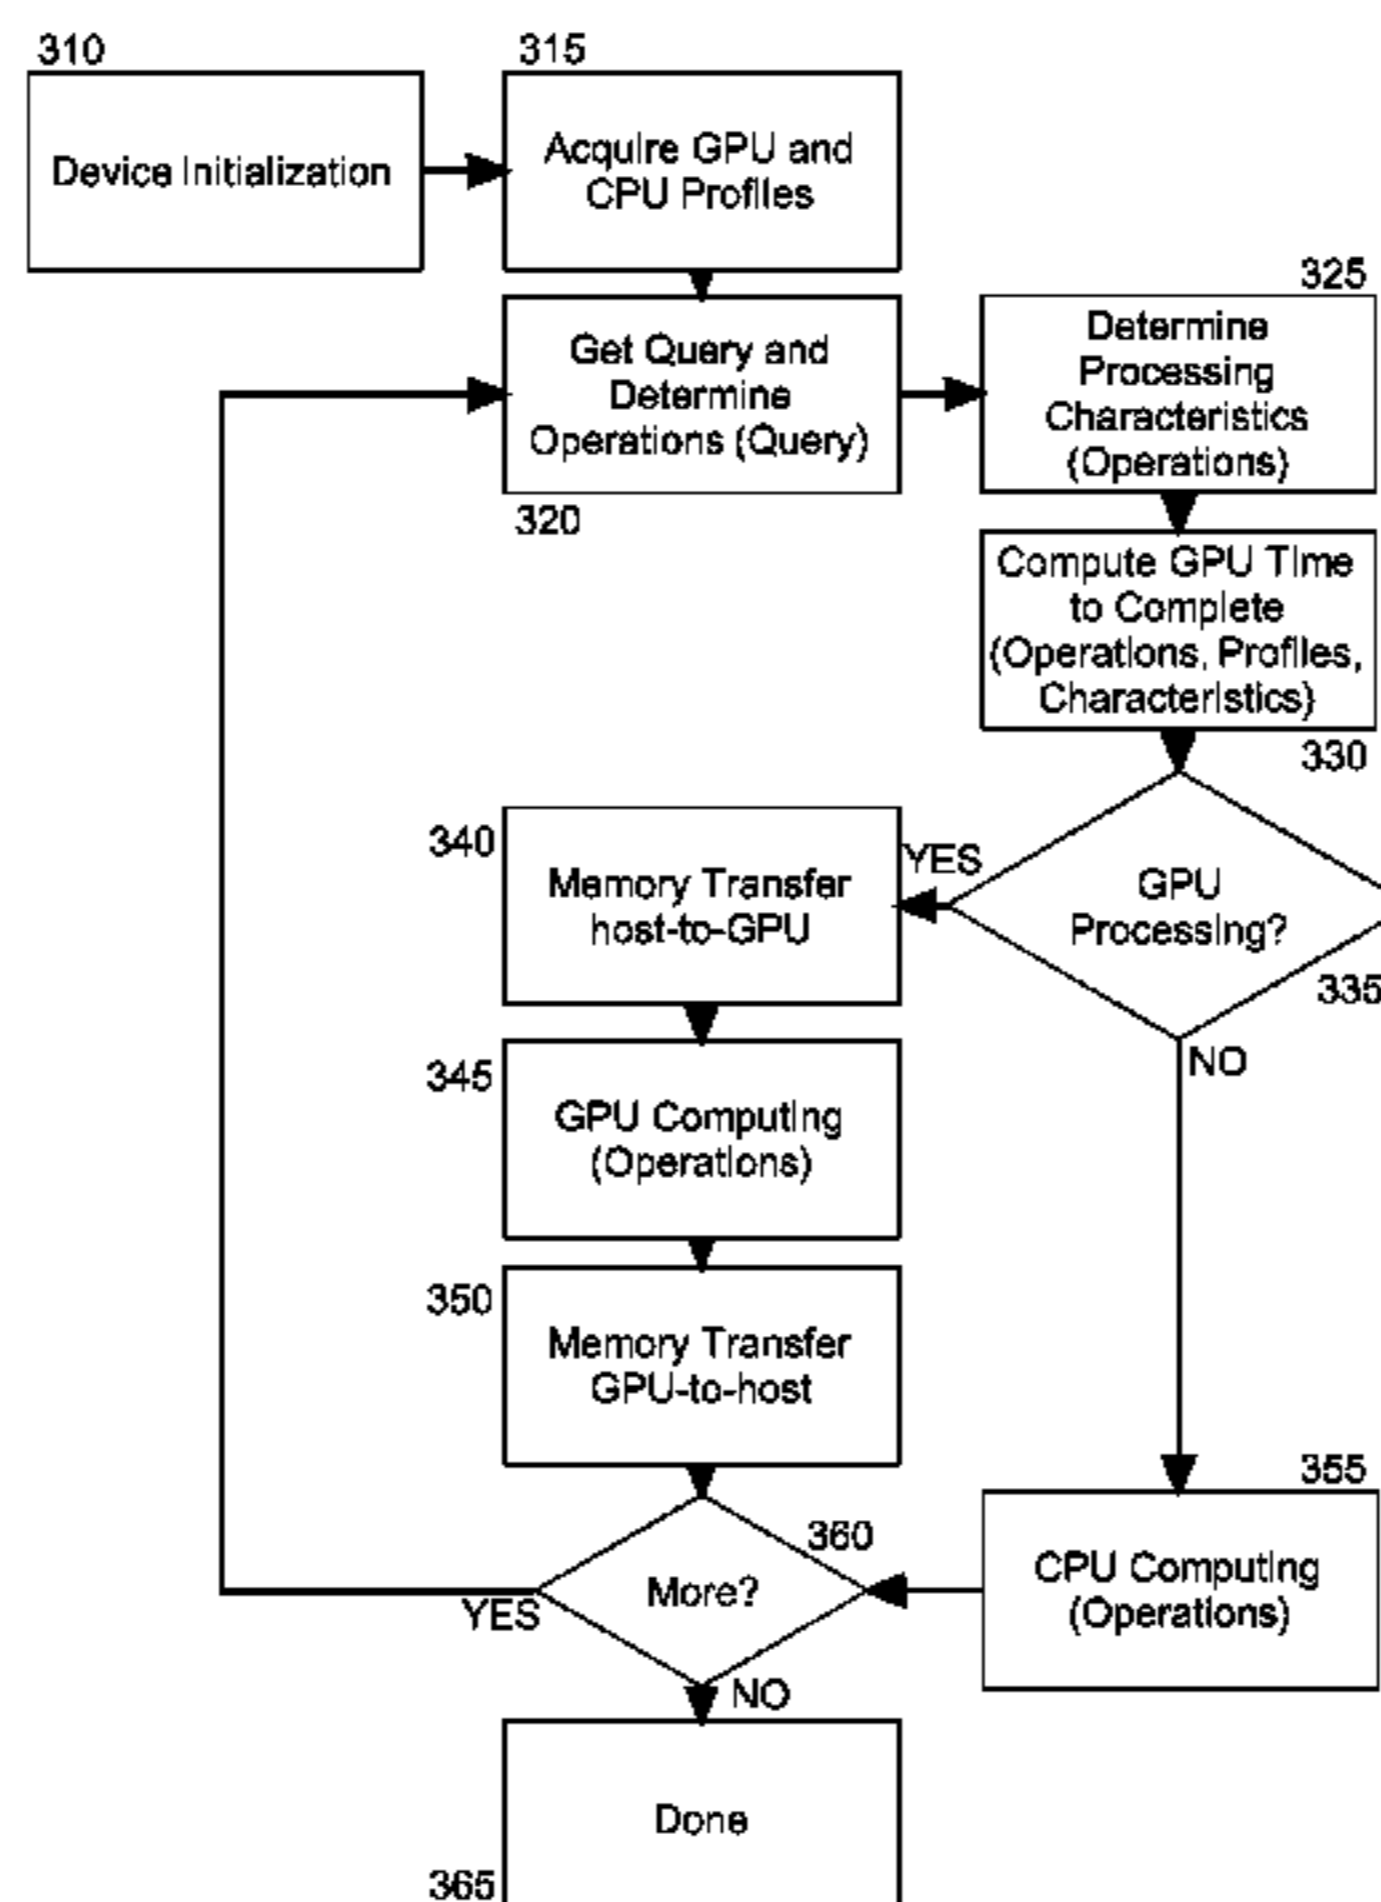 310
Device Initialization
315
Acquire GPU and
CPU Profiles
Get Query and
Determine
Operations (Query)
320
325
Determine
Processing
Characteristics
(Operations)
Compute GPU Time
to Complete
(Operations, Profiles,
Characteristics)
330
GPU
Processing?
335
YES
NO
340
Memory Transfer
host-to-GPU
345
GPU Computing
(Operations)
350
Memory Transfer
GPU-to-host
355
CPU Computing
(Operations)
360
More?
YES
NO
Done
365